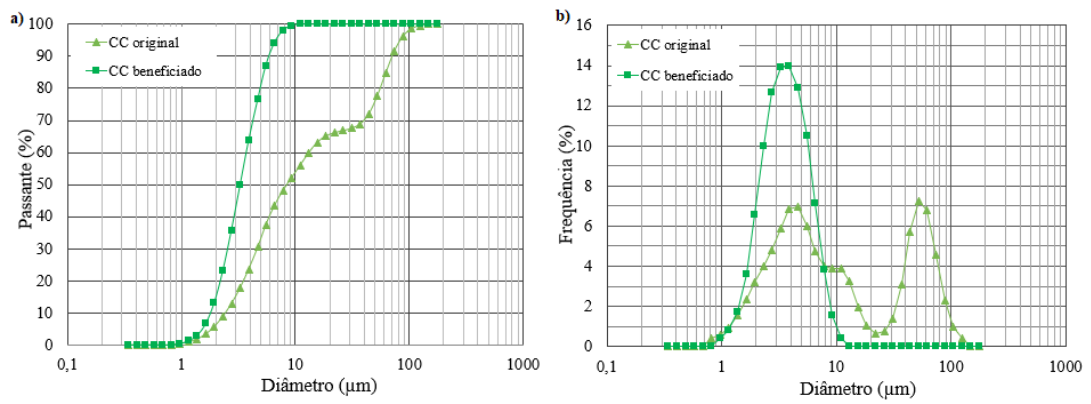 a)
CC original
CC beneficiado
Passante (%)
100
90
80
70
60
50
40
30
20
10
0
0,1 1 10 100 1000
Diâmetro (µm)
b)
CC original
CC beneficiado
Frequência (%)
16
14
12
10
8
6
4
2
0
0,1 1 10 100 1000
Diâmetro (µm)